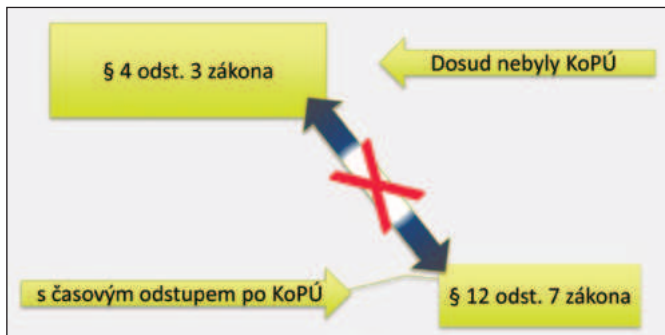 § 4 odst. 3 zákona
Dosud nebyly KoPÚ
s časovým odstupem po KoPÚ
§ 12 odst. 7 zákona